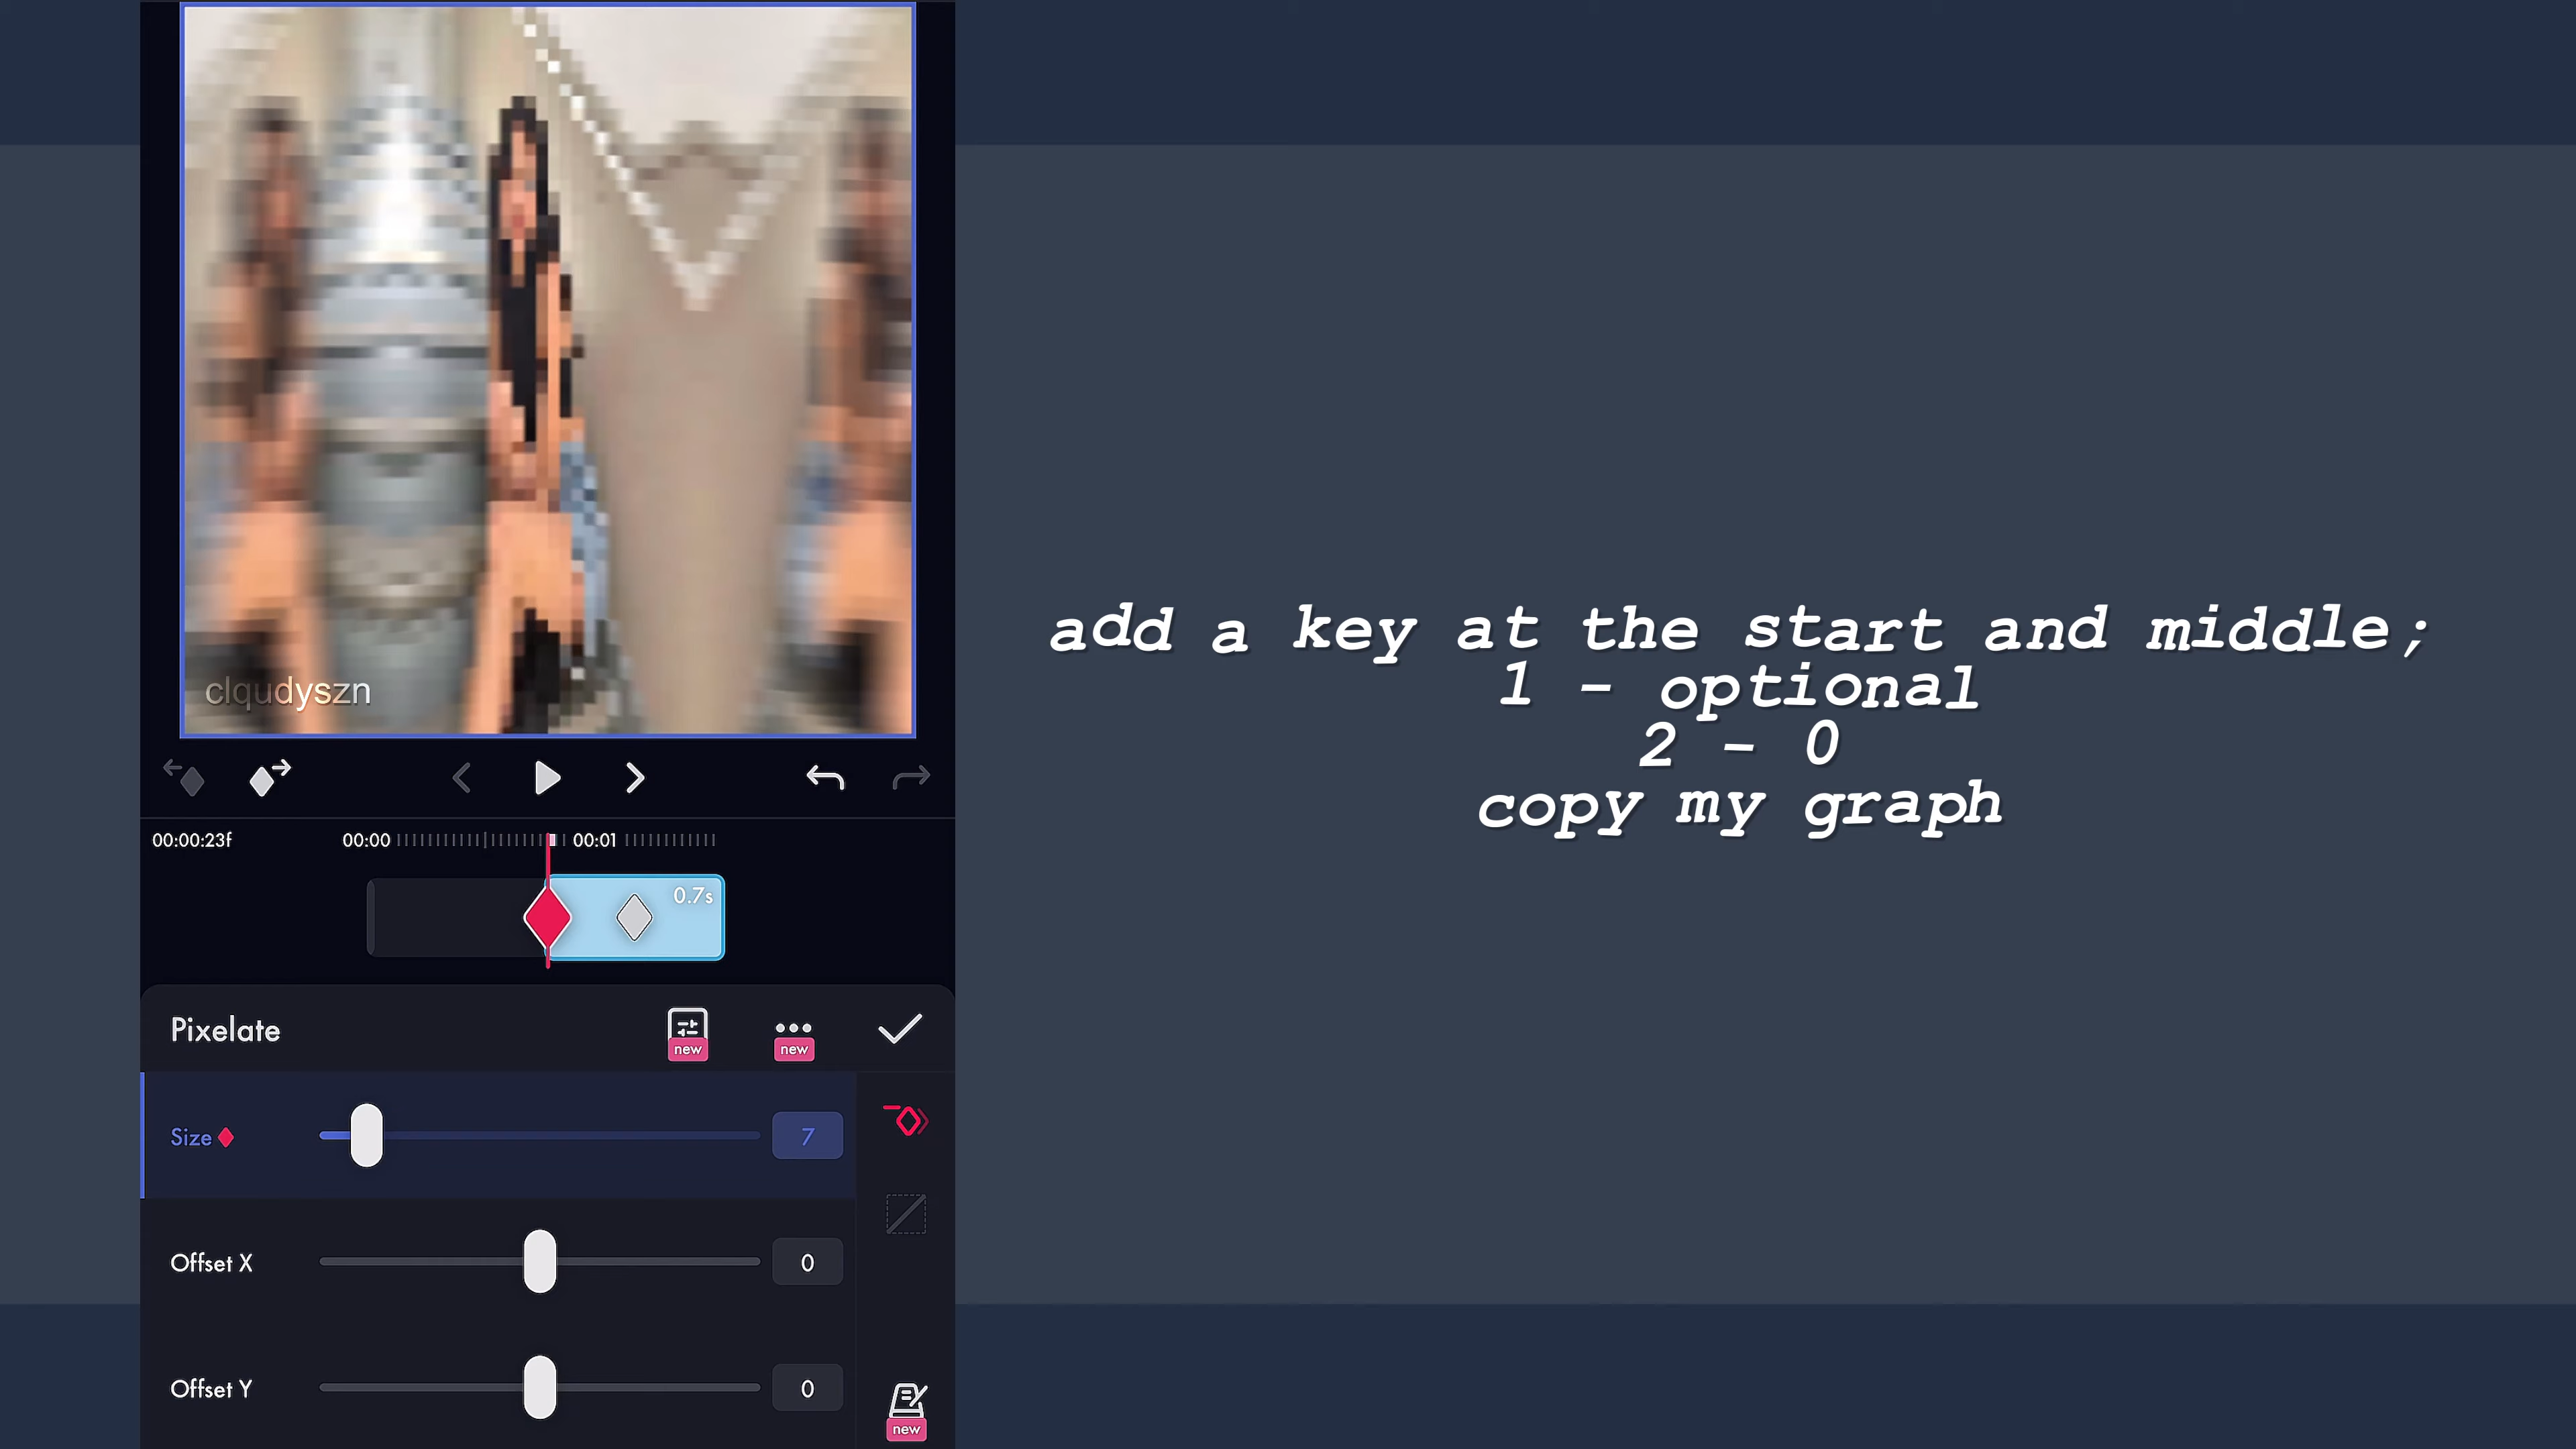 clqudyszn
00:00:23f
00:00
00:01
0.7s
Pixelate
new
new
Size
7
Offset X
0
Offset Y
0
new
add a key at the start and middle;
1 - optional
2 - 0
copy my graph